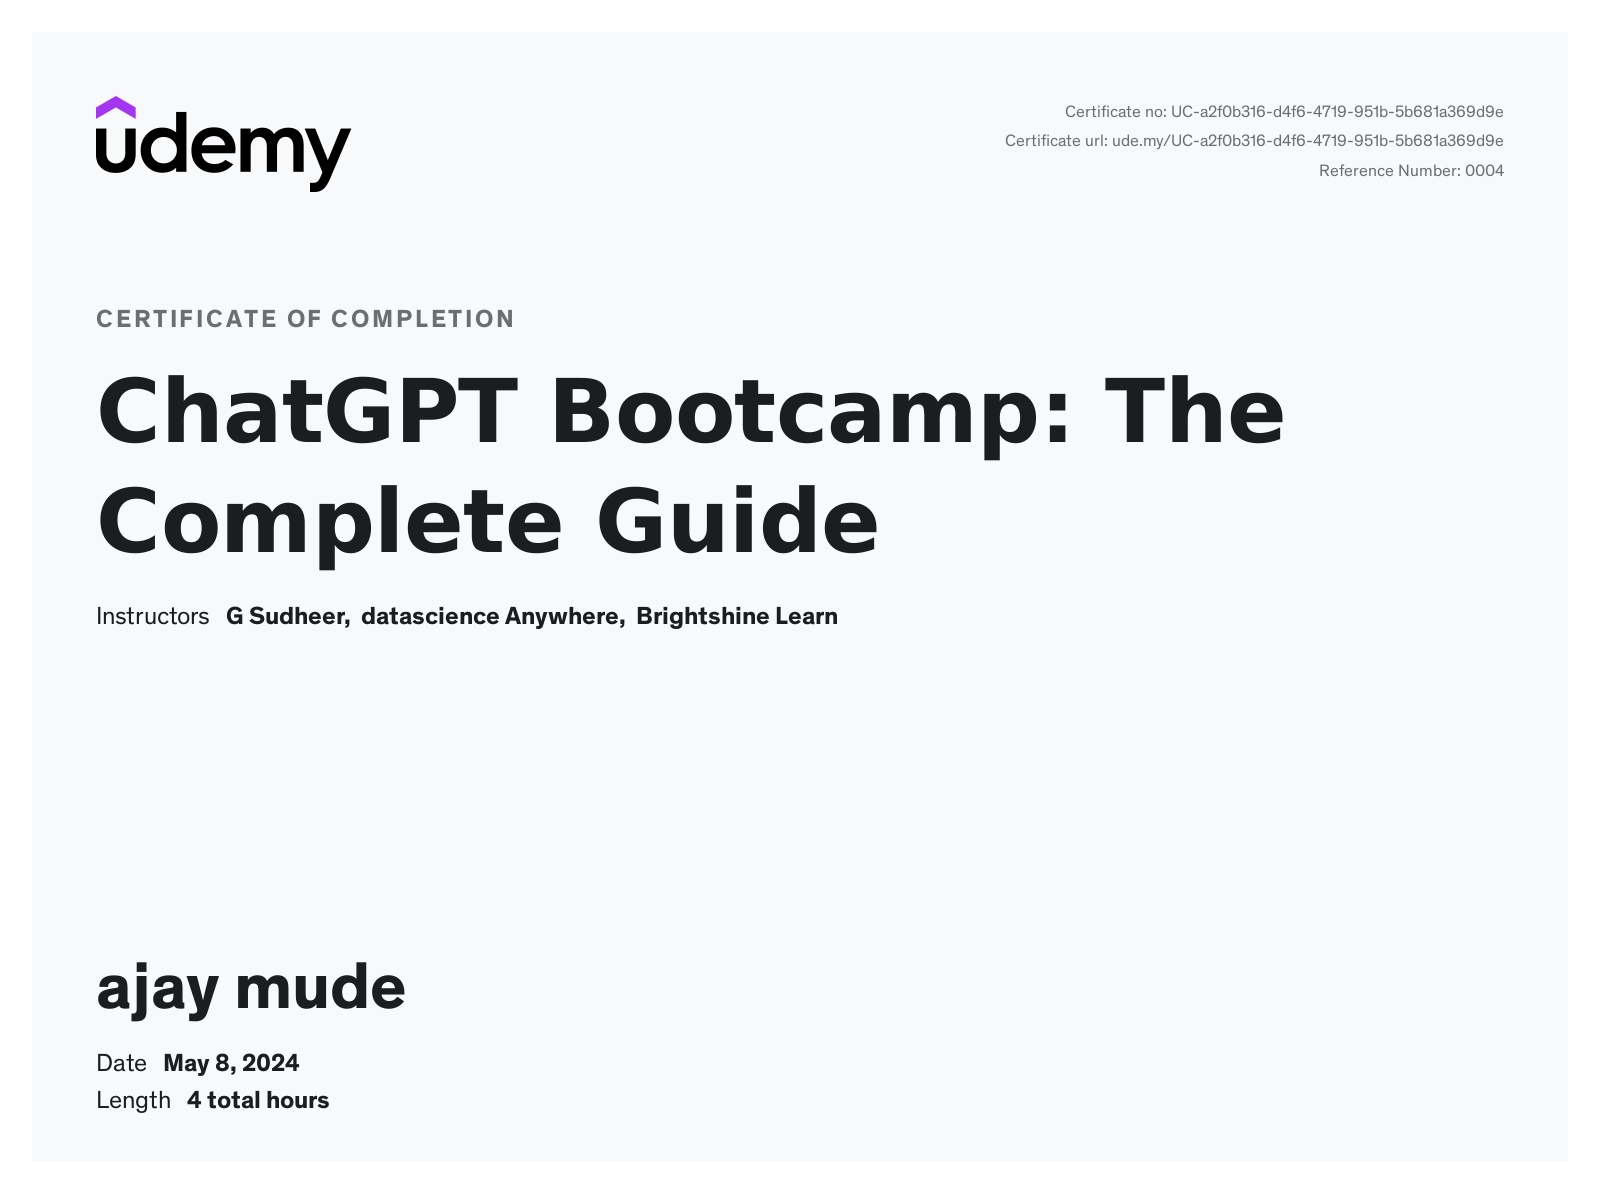 udemy
Certificate no: UC-a2f0b316-d4f6-4719-951b-5b681a369d9e
Certificate url: ude.my/UC-a2f0b316-d4f6-4719-951b-5b681a369d9e
Reference Number: 0004
CERTIFICATE OF COMPLETION
ChatGPT Bootcamp: The
Complete Guide
Instructors G Sudheer, datascience Anywhere, Brightshine Learn
ajay mude
Date May 8, 2024
Length 4 total hours